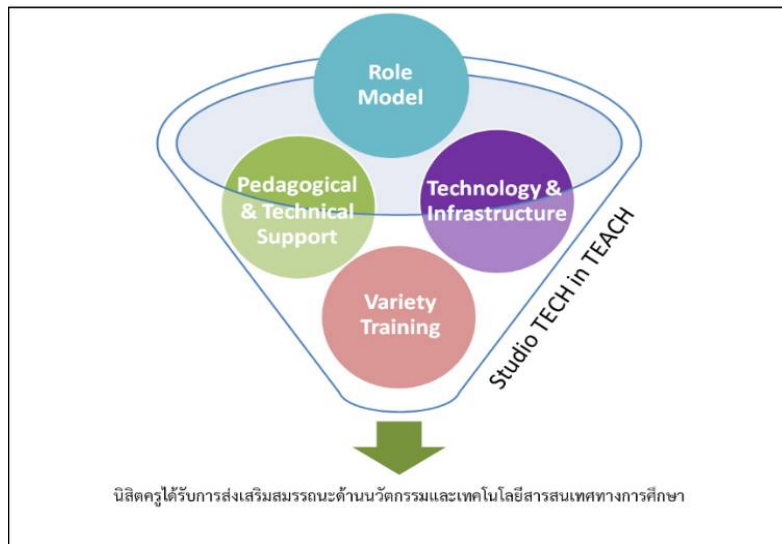 Role
Model
Pedagogical
& Technical
Support
Technology &
Infrastructure
Variety
Training
Studio TECH in TEACH
นิสิตครูได้รับการส่งเสริมสมรรถนะด้านนวัตกรรมและเทคโนโลยีสารสนเทศทางการศึกษา